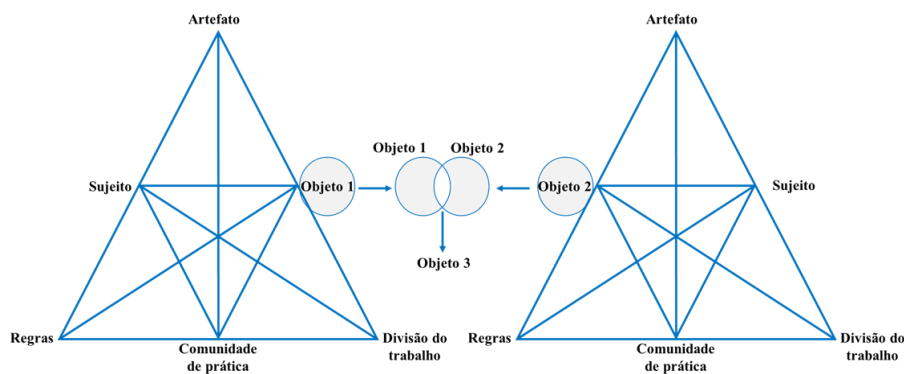 Artefato
Artefato
Objeto 1
Objeto 2
Sujeito
Objeto 1
Objeto 2
Sujeito
Objeto 3
Regras
Comunidade
de prática
Divisão do
trabalho
Regras
Comunidade
de prática
Divisão do
trabalho